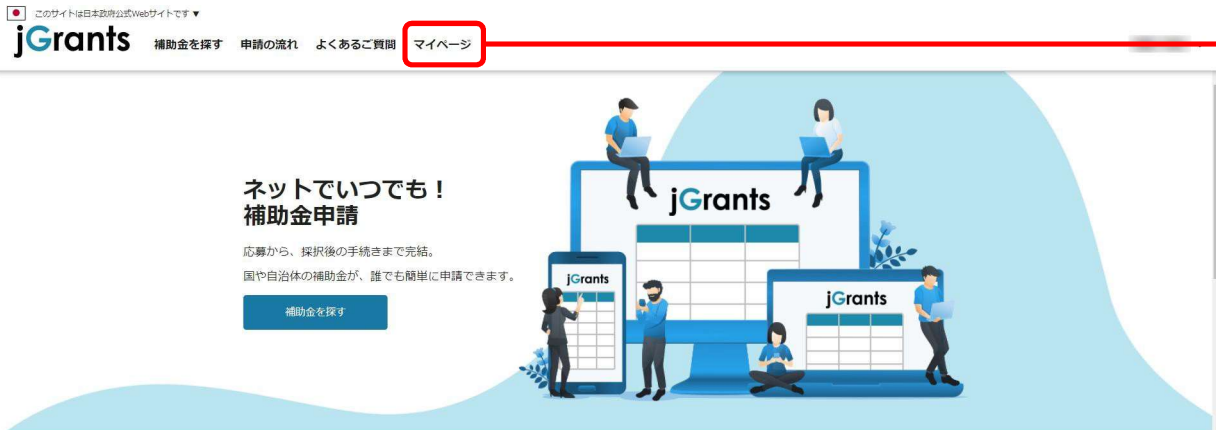 このサイトは日本政府公式Webサイトです ▼
jGrants 補助金を探す 申請の流れ よくあるご質問 マイページ
ネットでいつでも！
補助金申請
応募から、採択後の手続きまで完結。
国や自治体の補助金が、誰でも簡単に申請できます。
補助金を探す
jGrants
jGrants
jGrants